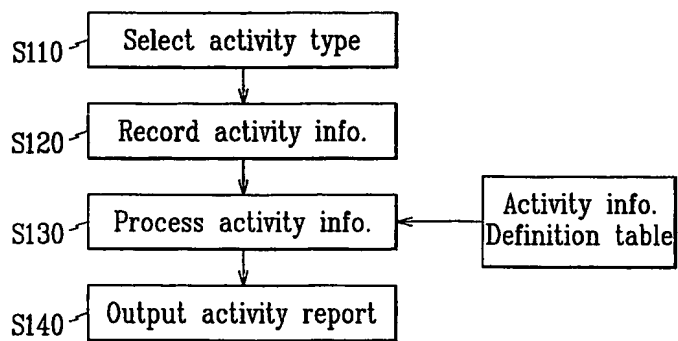 S110 Select activity type
S120 Record activity info.
S130 Process activity info.
Activity info.
Definition table
S140 Output activity report